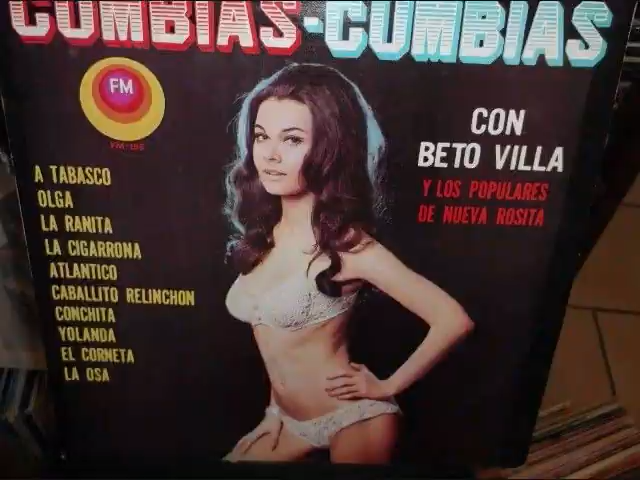 CUMBIAS-CUMBIAS
FM
CON
BETO VILLA
Y LOS POPULARES
DE NUEVA ROSITA
A TABASCO
OLGA
LA RANITA
LA CIGARRONA
ATLANTICO
CABALLITO RELINCHON
CONCHITA
YOLANDA
EL CORNETA
LA OSA